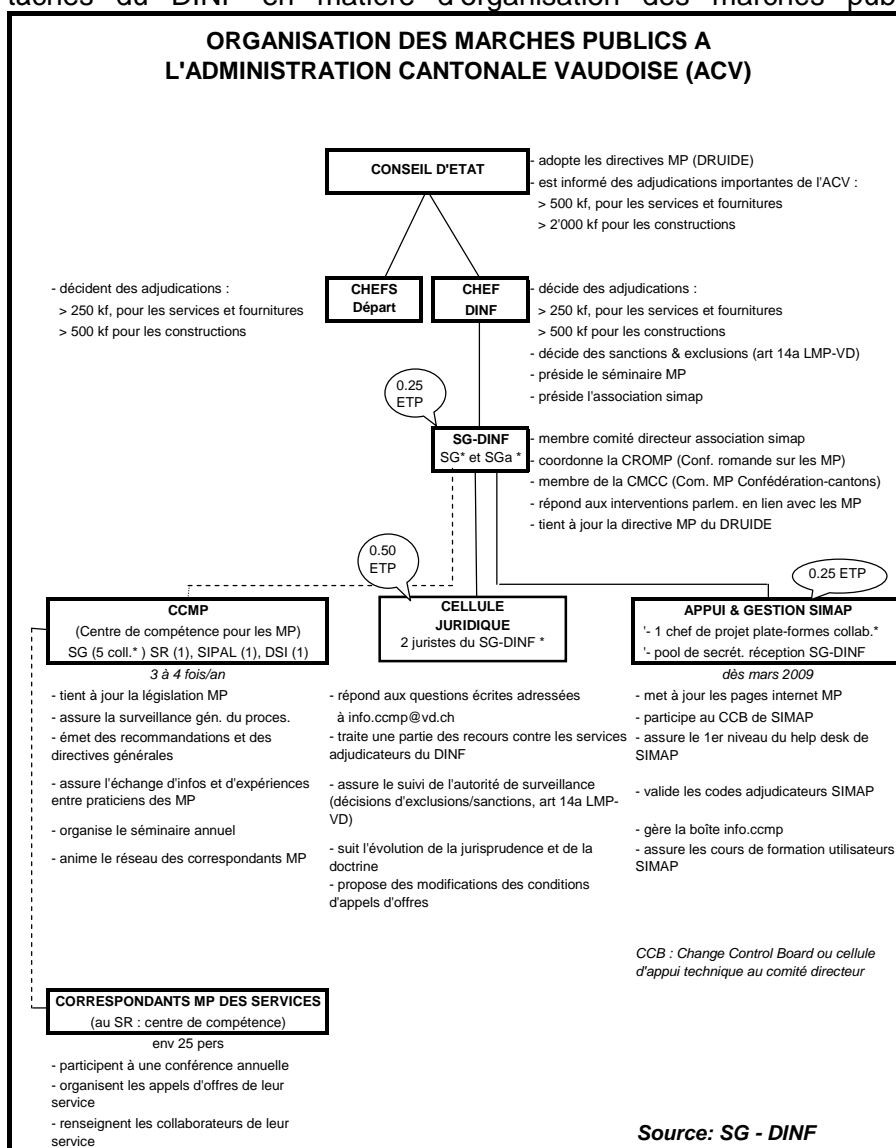 tâches du DINF en matière d'organisation des marchés pub
ORGANISATION DES MARCHES PUBLICS A
L'ADMINISTRATION CANTONALE VAUDOISE (ACV)
CONSEIL D'ETAT
- adopte les directives MP (DRUIDE)
- est informé des adjudications importantes de l'ACV :
> 500 kf, pour les services et fournitures
> 2'000 kf pour les constructions
- décident des adjudications :
> 250 kf, pour les services et fournitures
> 500 kf pour les constructions
CHEFS
Départ
CHEF
DINF
- décide des adjudications :
> 250 kf, pour les services et fournitures
> 500 kf pour les constructions
- décide des sanctions & exclusions (art 14a LMP-VD)
- préside le séminaire MP
- préside l'association simap
0.25
ETP
SG-DINF
SG* et SGa *
- membre comité directeur association simap
- coordonne la CROMP (Conf. romande sur les MP)
- membre de la CMCC (Com. MP Confédération-cantons)
- répond aux interventions parlem. en lien avec les MP
- tient à jour la directive MP du DRUIDE
0.50
ETP
0.25 ETP
CCMP
(Centre de compétence pour les MP)
SG (5 coll.* ) SR (1), SIPAL (1), DSI (1)
3 à 4 fois/an
- tient à jour la législation MP
- assure la surveillance gén. du proces.
- émet des recommandations et des
directives générales
- assure l'échange d'infos et d'expériences
entre praticiens des MP
- organise le séminaire annuel
- anime le réseau des correspondants MP
CELLULE
JURIDIQUE
2 juristes du SG-DINF *
- répond aux questions écrites adressées
à info.ccmp@vd.ch
- traite une partie des recours contre les services
adjudicateurs du DINF
- assure le suivi de l'autorité de surveillance
(décisions d'exclusions/sanctions, art 14a LMP-
VD)
- suit l'évolution de la jurisprudence et de la
doctrine
- propose des modifications des conditions
d'appels d'offres
APPUI & GESTION SIMAP
'- 1 chef de projet plate-formes collab.*
'- pool de secrét. réception SG-DINF
dès mars 2009
- met à jour les pages internet MP
- participe au CCB de SIMAP
- assure le 1er niveau du help desk de
SIMAP
- valide les codes adjudicateurs SIMAP
- gère la boîte info.ccmp
- assure les cours de formation utilisateurs
SIMAP
CCB : Change Control Board ou cellule
d'appui technique au comité directeur
CORRESPONDANTS MP DES SERVICES
(au SR : centre de compétence)
env 25 pers
- participent à une conférence annuelle
- organisent les appels d'offres de leur
service
- renseignent les collaborateurs de leur
service
Source: SG - DINF